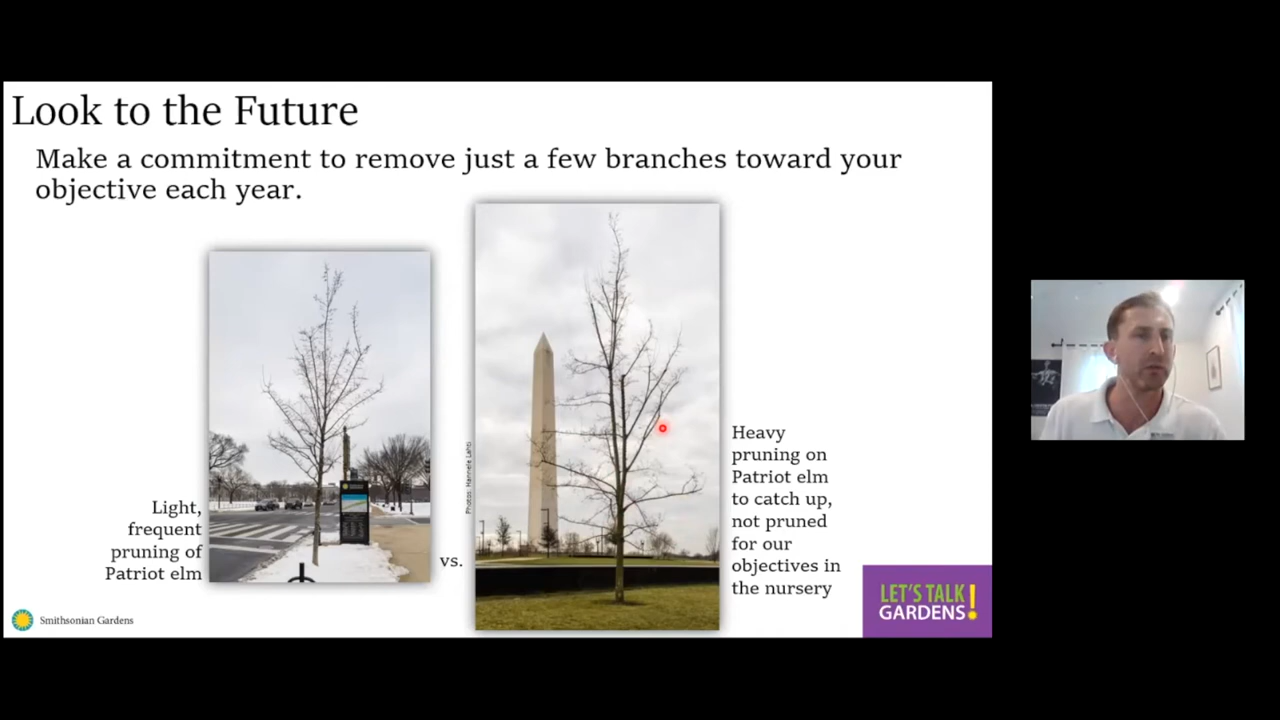 Look to the Future
Make a commitment to remove just a few branches toward your
objective each year.
Light,
frequent
pruning of
Patriot elm
vs.
Photos: Hannele Lahti
Heavy
pruning on
Patriot elm
to catch up,
not pruned
for our
objectives in
the nursery
Smithsonian Gardens
LET'S TALK
GARDENS!